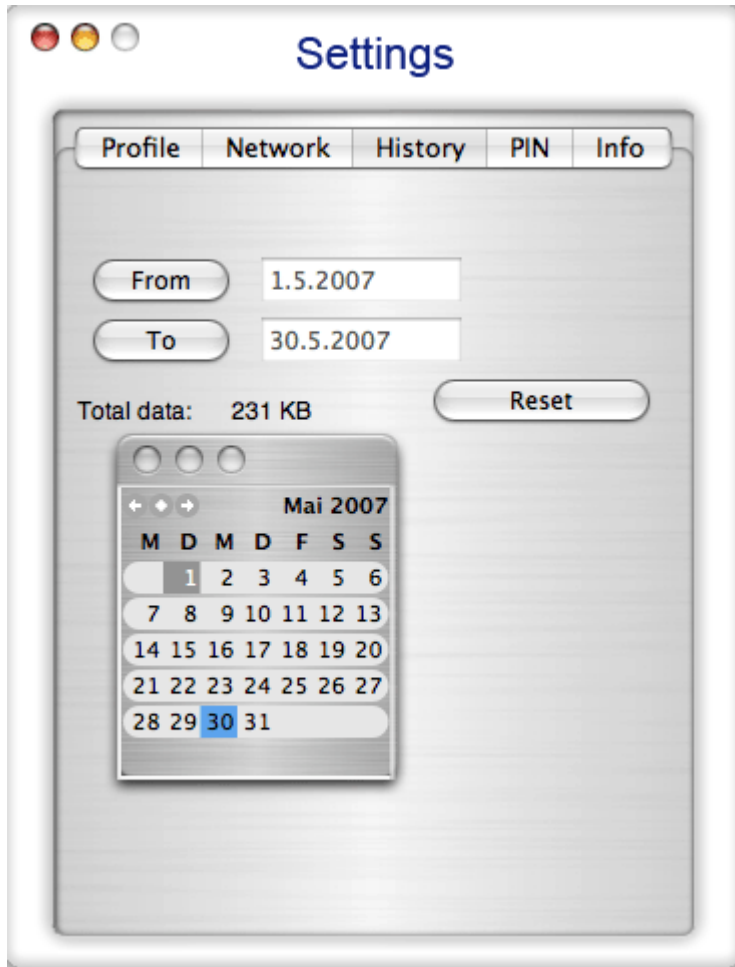 Settings
Profile Network History PIN Info
From 1.5.2007
To 30.5.2007
Total data: 231 KB
Reset
Mai 2007
M D M D F S S
1 2 3 4 5 6
7 8 9 10 11 12 13
14 15 16 17 18 19 20
21 22 23 24 25 26 27
28 29 30 31